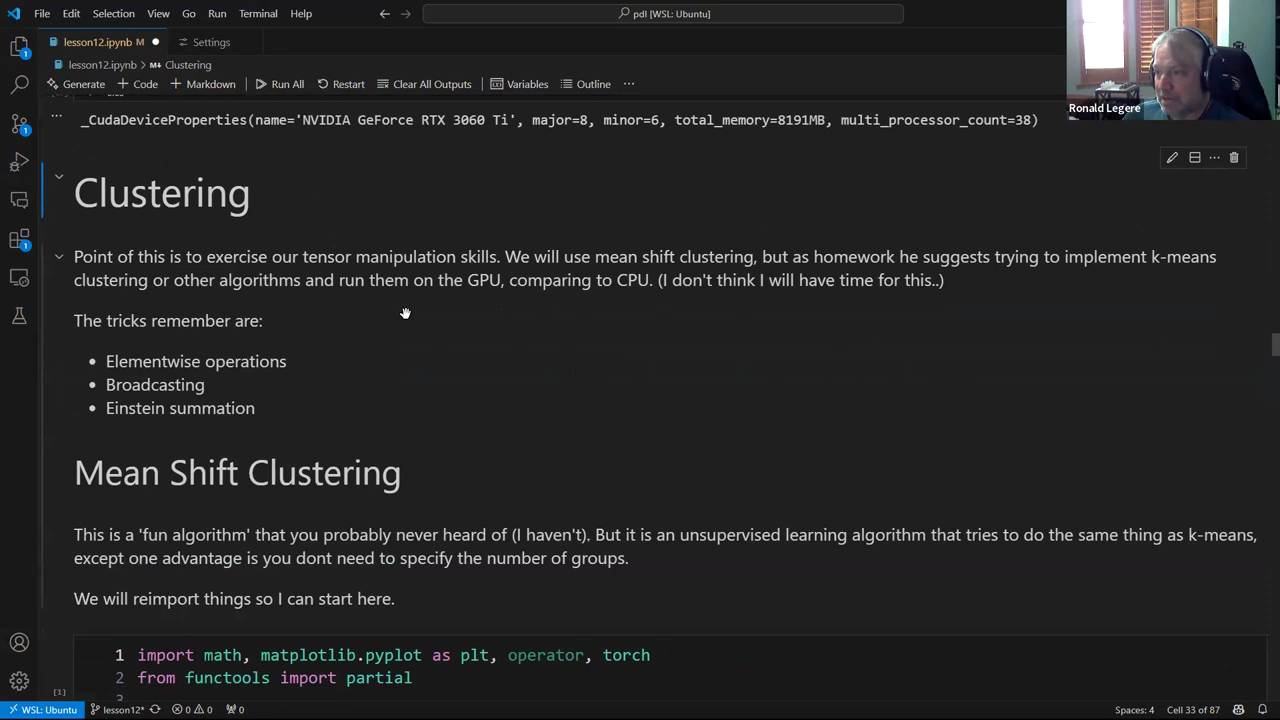 File Edit Selection View Go Run Terminal Help
pdl [WSL: Ubuntu]
lesson12.ipynb M
Settings
lesson12.ipynb > Clustering
Generate + Code + Markdown Run All Restart Clear All Outputs Variables Outline ...
Ronald Legere
_CudaDeviceProperties(name='NVIDIA GeForce RTX 3060 Ti', major=8, minor=6, total_memory=8191MB, multi_processor_count=38)
Clustering
Point of this is to exercise our tensor manipulation skills. We will use mean shift clustering, but as homework he suggests trying to implement k-means
clustering or other algorithms and run them on the GPU, comparing to CPU. (I don't think I will have time for this..)
The tricks remember are:
• Elementwise operations
• Broadcasting
• Einstein summation
Mean Shift Clustering
This is a 'fun algorithm' that you probably never heard of (I haven't). But it is an unsupervised learning algorithm that tries to do the same thing as k-means,
except one advantage is you dont need to specify the number of groups.
We will reimport things so I can start here.
1 import math, matplotlib.pyplot as plt, operator, torch
2 from functools import partial
[1]
WSL: Ubuntu lesson12* 0 0 0 Spaces: 4 Cell 33 of 87